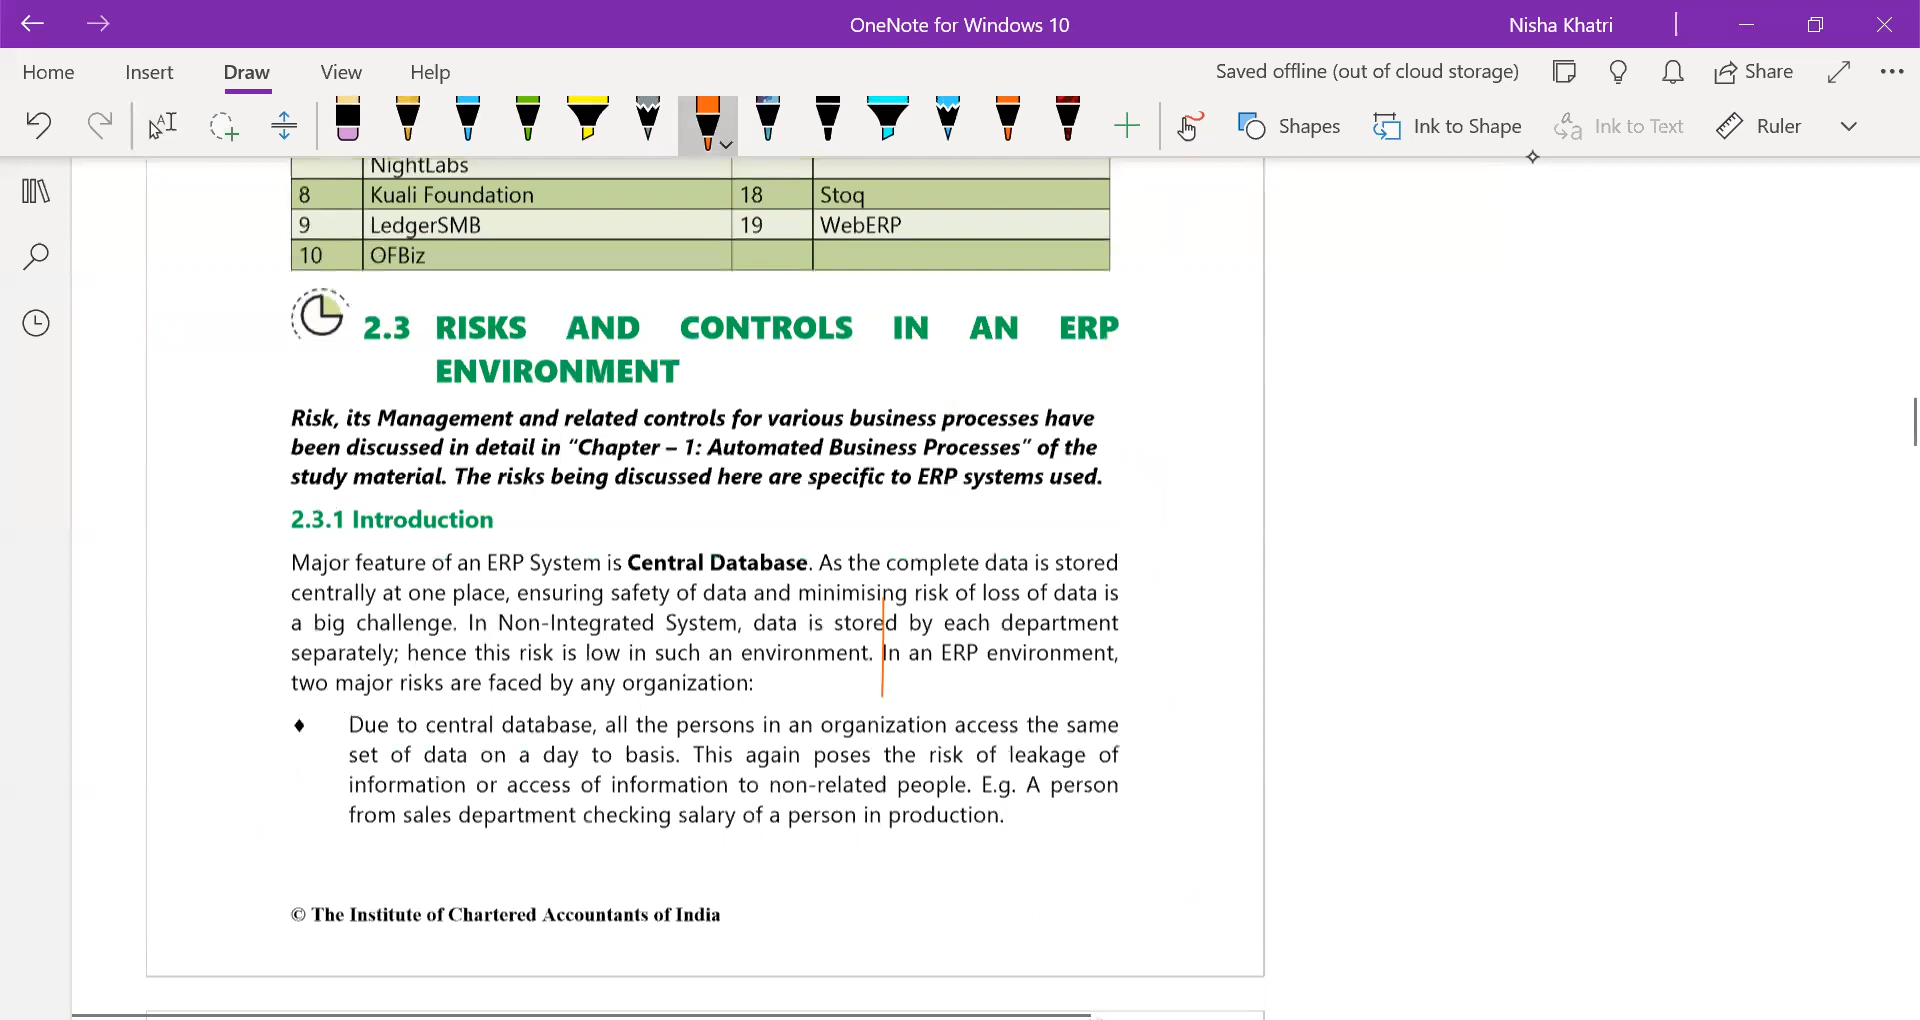 OneNote for Windows 10
Nisha Khatri
Home Insert Draw View Help
Saved offline (out of cloud storage)
Share
Shapes
Ink to Shape
Ink to Text
Ruler
NightLabs
8 Kuali Foundation 18 Stoq
9 LedgerSMB 19 WebERP
10 OFBiz
2.3 RISKS AND CONTROLS IN AN ERP
ENVIRONMENT
Risk, its Management and related controls for various business processes have
been discussed in detail in “Chapter – 1: Automated Business Processes” of the
study material. The risks being discussed here are specific to ERP systems used.
2.3.1 Introduction
Major feature of an ERP System is Central Database. As the complete data is stored
centrally at one place, ensuring safety of data and minimising risk of loss of data is
a big challenge. In Non-Integrated System, data is stored by each department
separately; hence this risk is low in such an environment. In an ERP environment,
two major risks are faced by any organization:
♦ Due to central database, all the persons in an organization access the same
set of data on a day to basis. This again poses the risk of leakage of
information or access of information to non-related people. E.g. A person
from sales department checking salary of a person in production.
© The Institute of Chartered Accountants of India